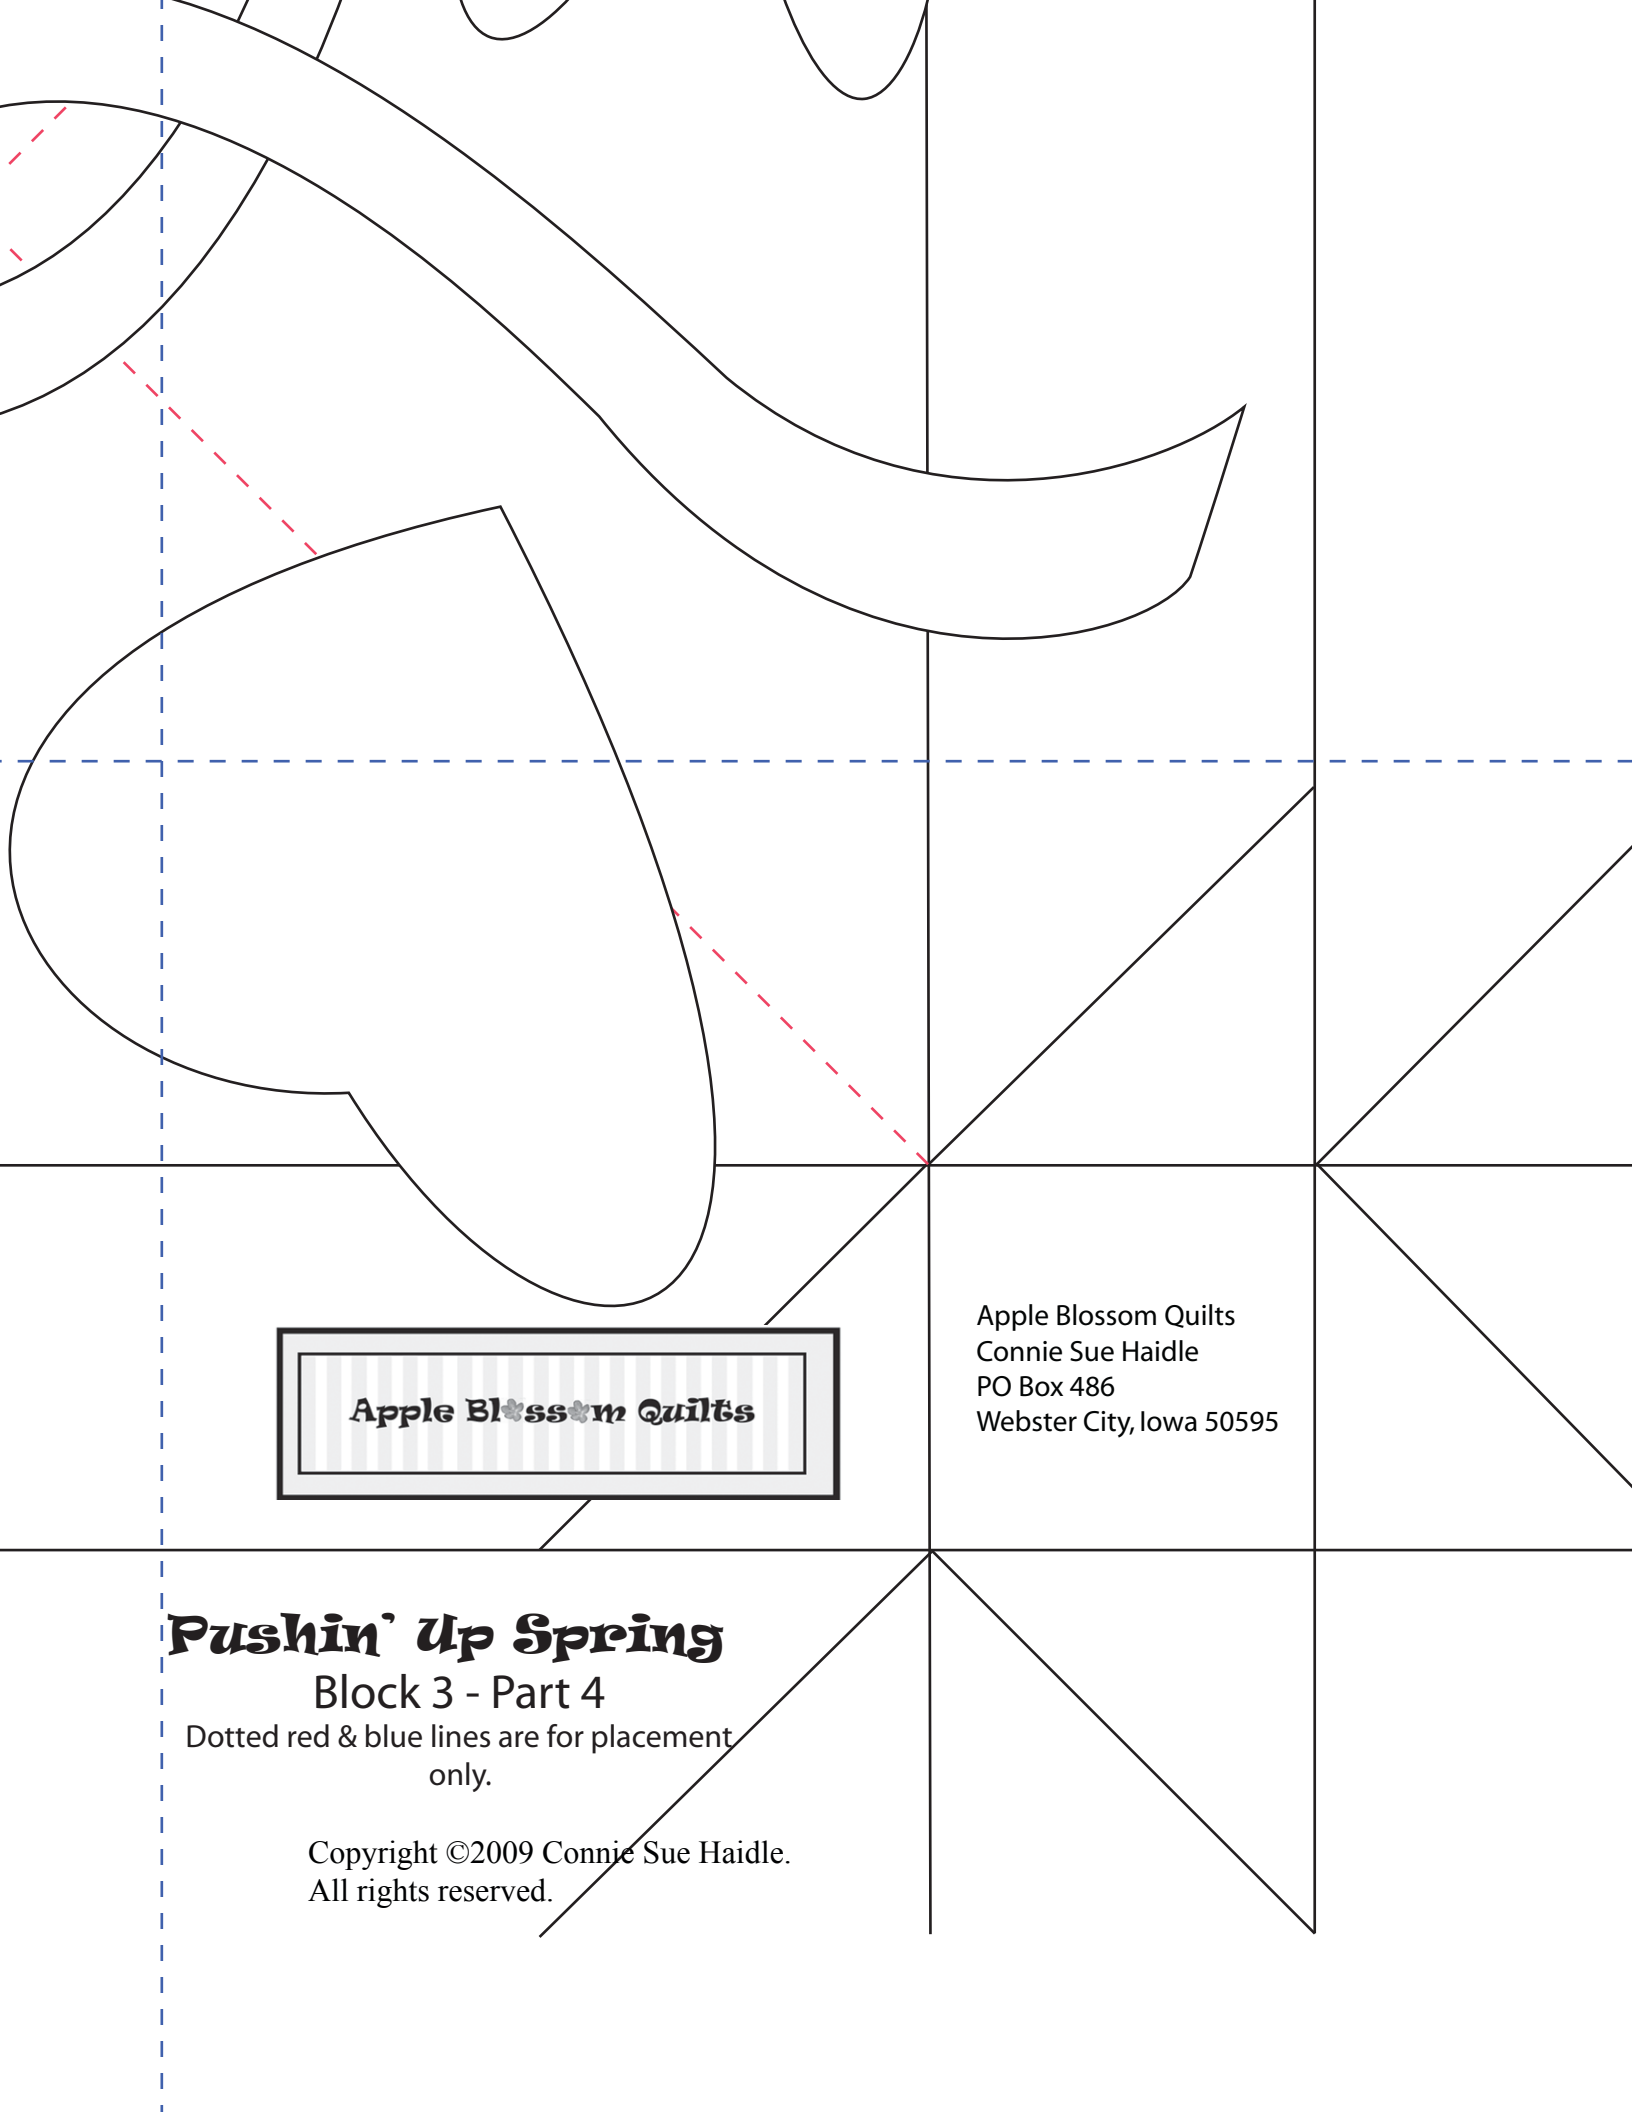 Apple Blossom Quilts
Connie Sue Haidle
PO Box 486
Webster City, Iowa 50595
Apple Blossom Quilts
Pushin' Up Spring
Block 3 - Part 4
Dotted red & blue lines are for placement
only.
Copyright ©2009 Connie Sue Haidle.
All rights reserved.